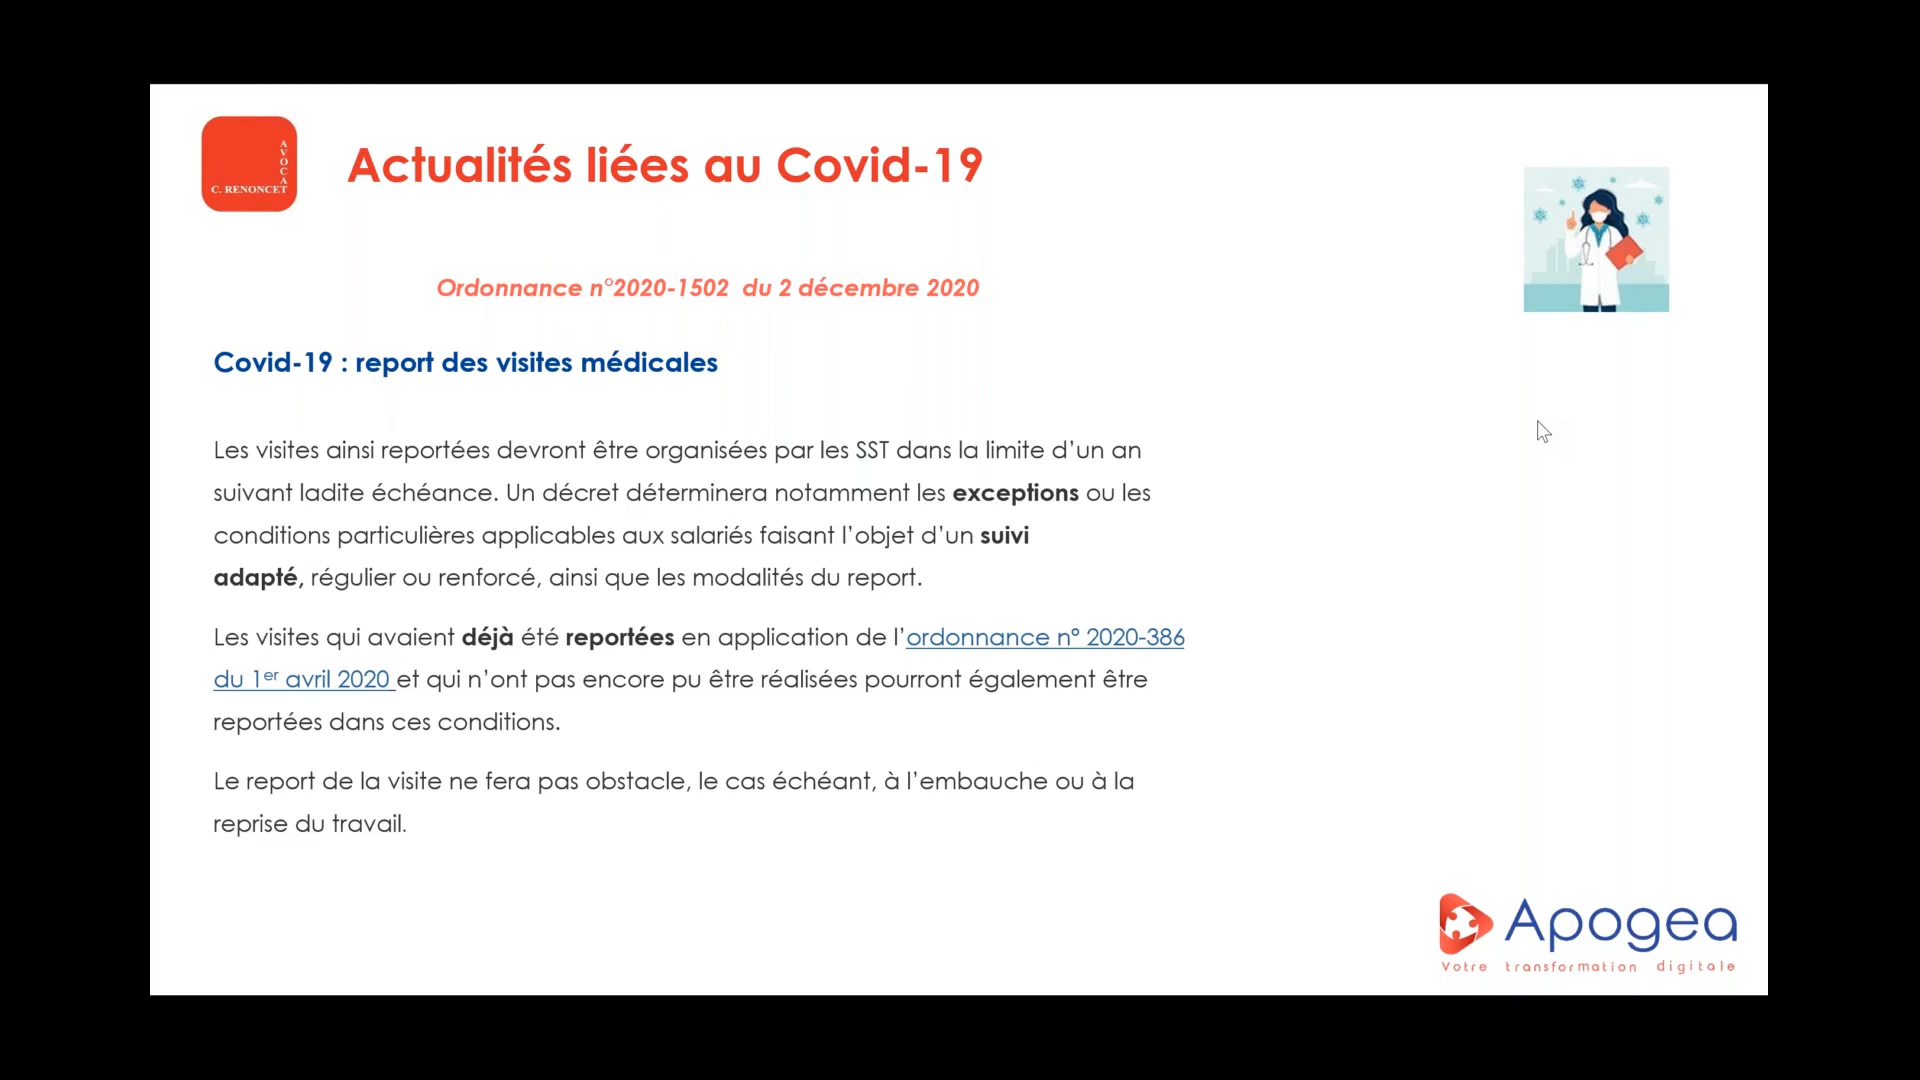 AVOCAT
C. RENONCET
Actualités liées au Covid-19
Ordonnance n°2020-1502 du 2 décembre 2020
Covid-19 : report des visites médicales
Les visites ainsi reportées devront être organisées par les SST dans la limite d’un an
suivant ladite échéance. Un décret déterminera notamment les exceptions ou les
conditions particulières applicables aux salariés faisant l’objet d’un suivi
adapté, régulier ou renforcé, ainsi que les modalités du report.
Les visites qui avaient déjà été reportées en application de l’ordonnance n° 2020-386
du 1er avril 2020 et qui n’ont pas encore pu être réalisées pourront également être
reportées dans ces conditions.
Le report de la visite ne fera pas obstacle, le cas échéant, à l’embauche ou à la
reprise du travail.
Apogea
Votre transformation digitale